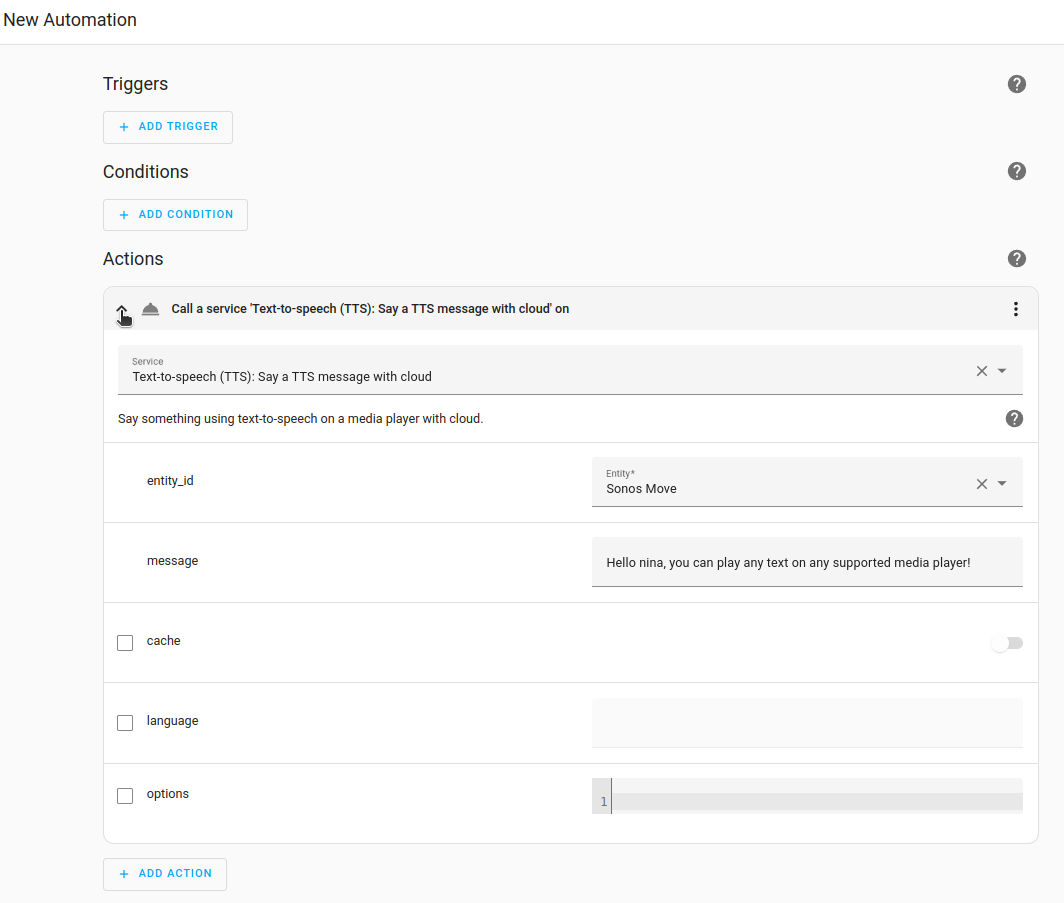 New Automation
Triggers
+ ADD TRIGGER
Conditions
+ ADD CONDITION
Actions
Call a service 'Text-to-speech (TTS): Say a TTS message with cloud' on
Service
Text-to-speech (TTS): Say a TTS message with cloud
Say something using text-to-speech on a media player with cloud.
entity_id
Entity*
Sonos Move
message
Hello nina, you can play any text on any supported media player!
cache
language
options
1
+ ADD ACTION